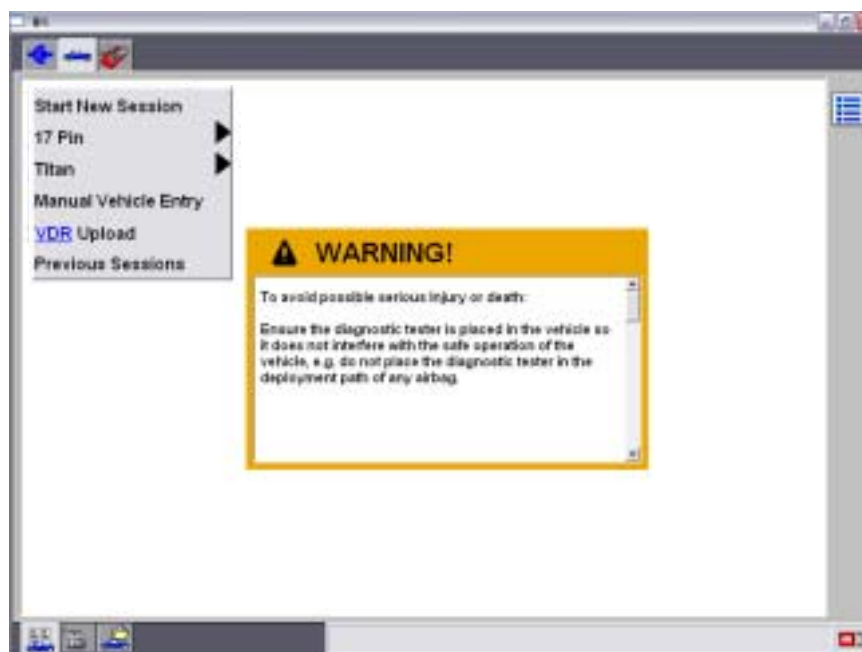 Start New Session
17 Pin
Titan
Manual Vehicle Entry
VDR Upload
Previous Sessions
WARNING!
To avoid possible serious injury or death:
Ensure the diagnostic tester is placed in the vehicle so
it does not interfere with the safe operation of the
vehicle, e.g. do not place the diagnostic tester in the
deployment path of any airbag.